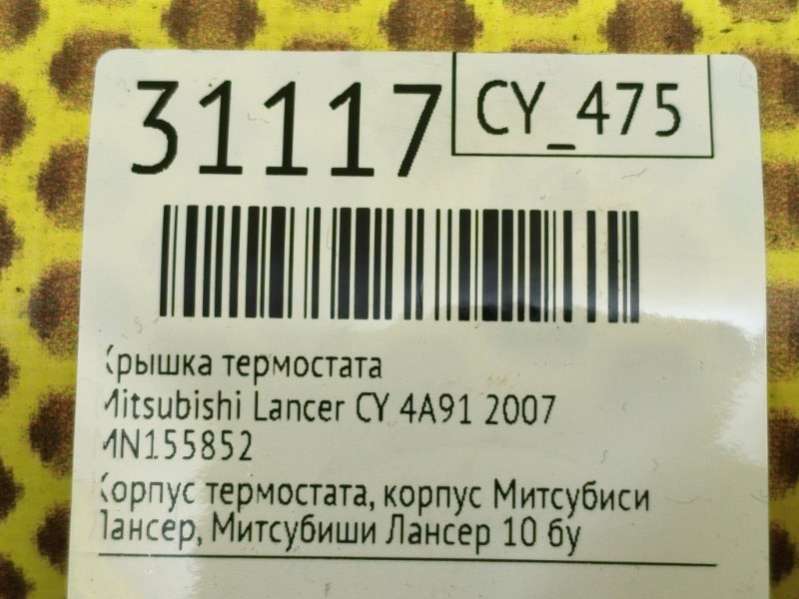 31117
CY_475
Крышка термостата
Mitsubishi Lancer CY 4A91 2007
MN155852
Корпус термостата, корпус Митсубиси
Лансер, Митсубиши Лансер 10 бу